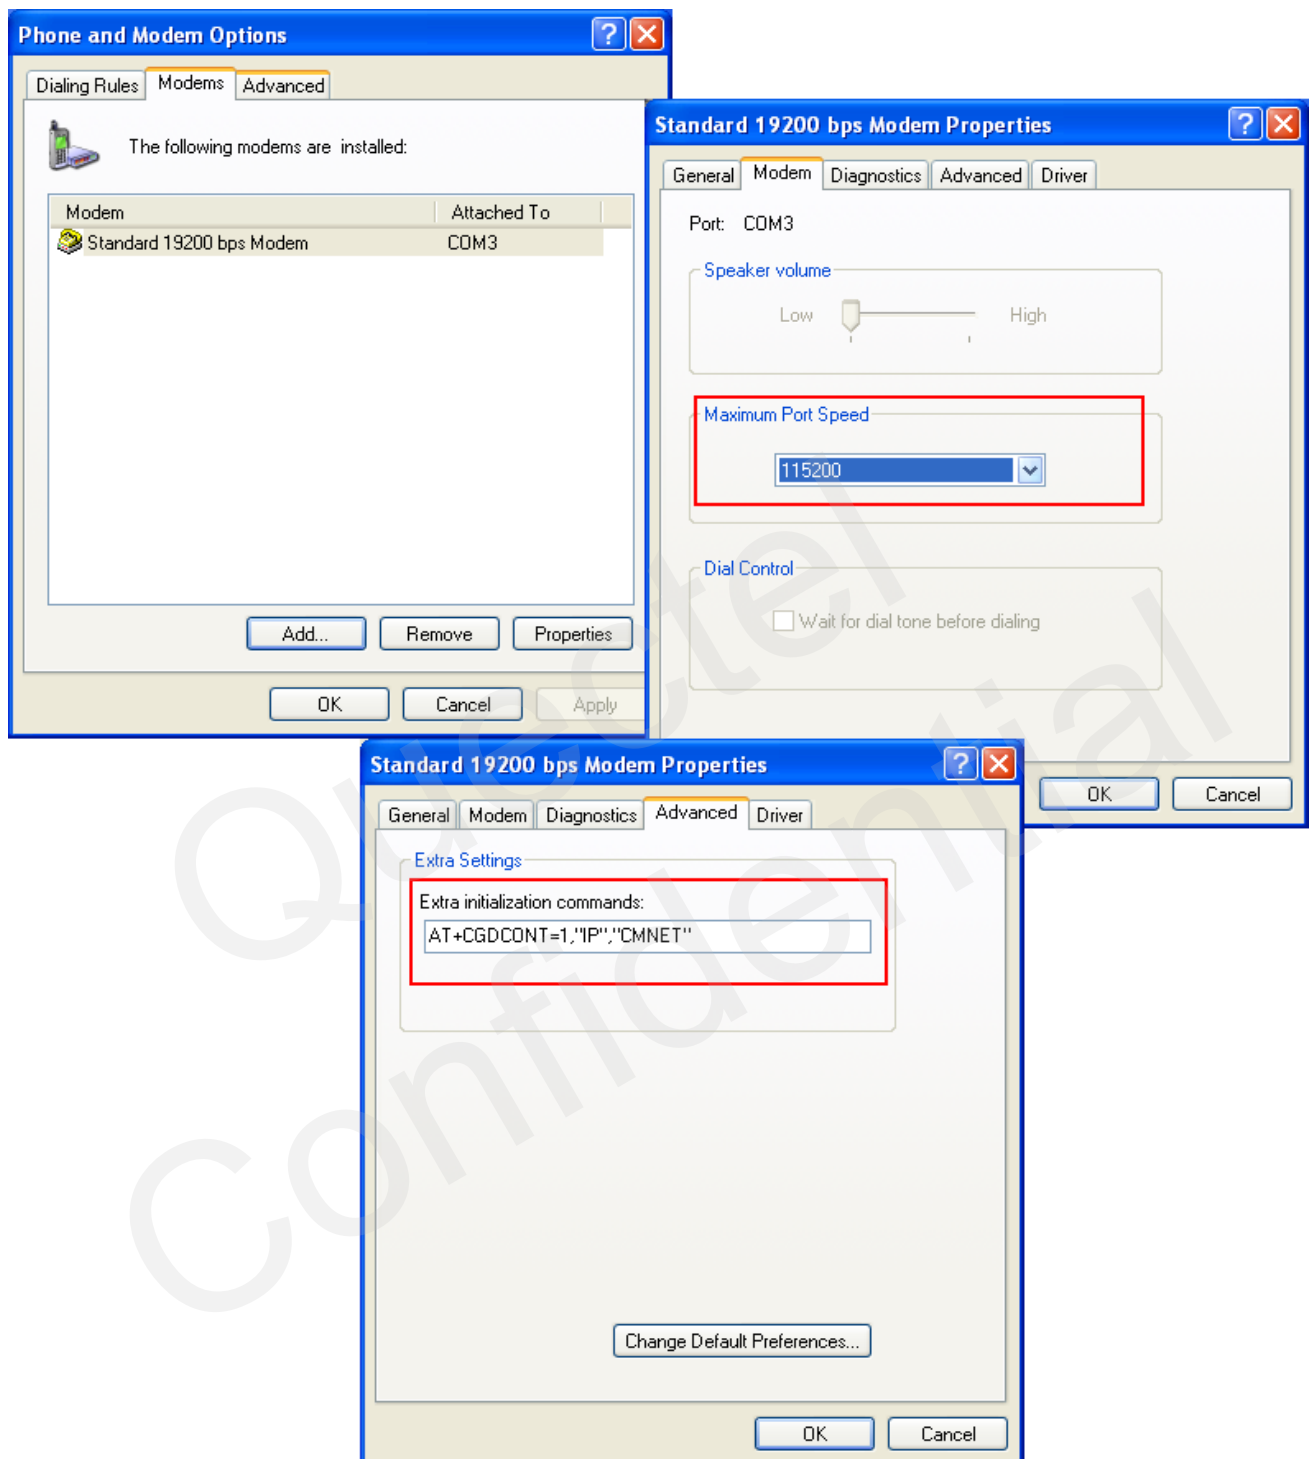 Phone and Modem Options
Dialing Rules Modems Advanced
The following modems are installed:
Modem Attached To
Standard 19200 bps Modem COM3
Add... Remove Properties
OK Cancel Apply
Standard 19200 bps Modem Properties
General Modem Diagnostics Advanced Driver
Port: COM3
Speaker volume
Low High
Maximum Port Speed
115200
Dial Control
Wait for dial tone before dialing
OK Cancel
Standard 19200 bps Modem Properties
General Modem Diagnostics Advanced Driver
Extra Settings
Extra initialization commands:
AT+CGDCONT=1,"IP","CMNET"
Change Default Preferences...
OK Cancel
Quectel
Confidential